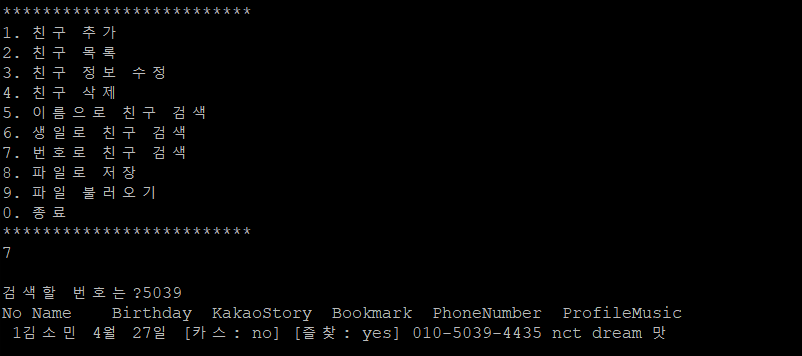 *************************
1. 친구 추가
2. 친구 목록
3. 친구 정보 수정
4. 친구 삭제
5. 이름으로 친구 검색
6. 생일로 친구 검색
7. 번호로 친구 검색
8. 파일로 저장
9. 파일 불러오기
0. 종료
*************************
7
검색할 번호는?5039
No Name    Birthday  KakaoStory  Bookmark  PhoneNumber  ProfileMusic
 1김소민 4월 27일 [카스: no] [즐찾: yes] 010-5039-4435 nct dream 맛